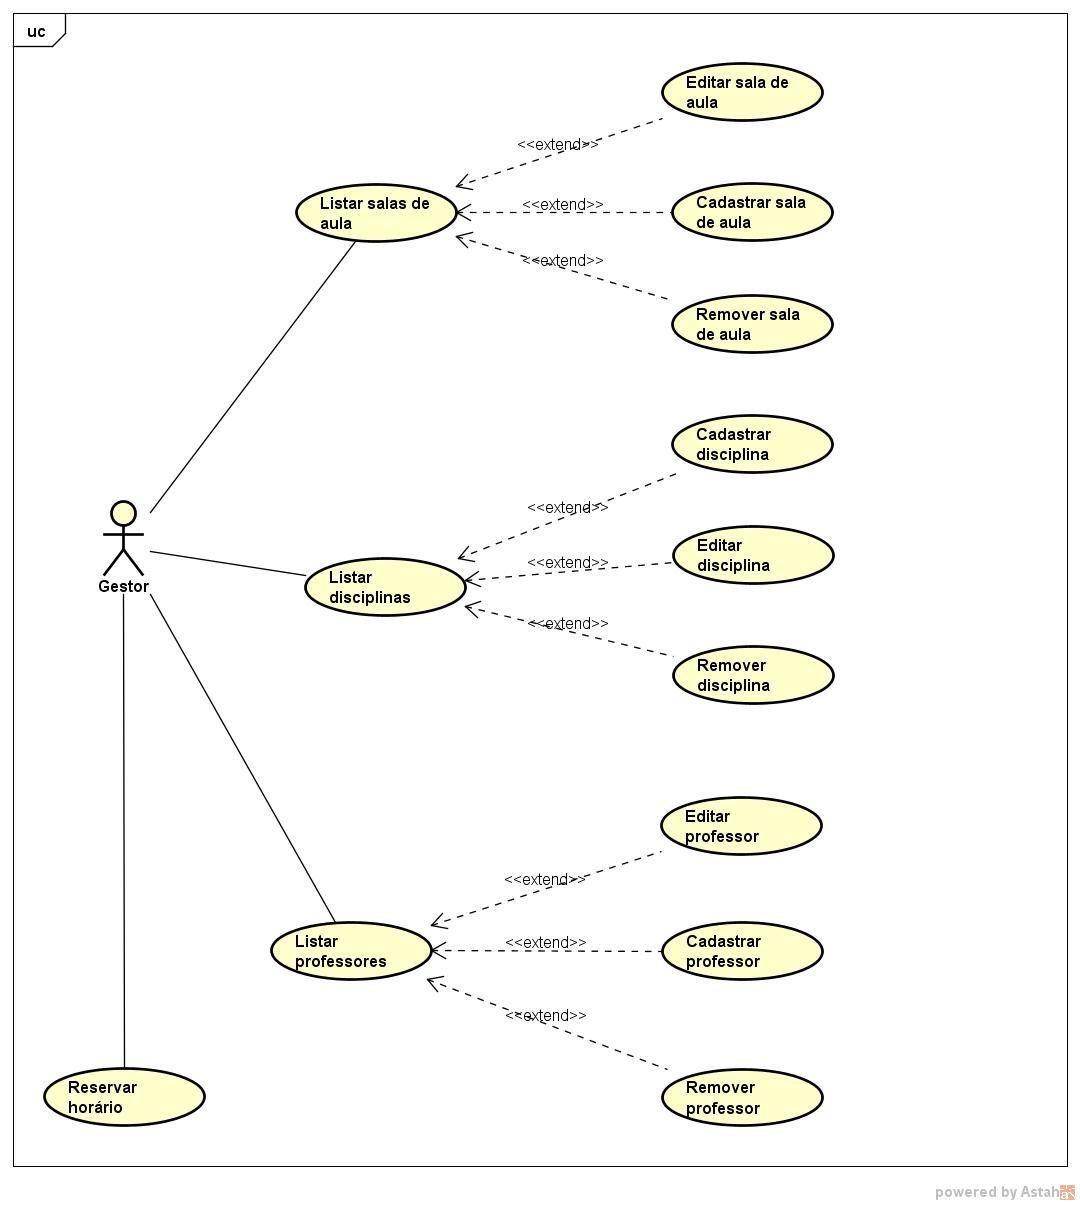 uc
Editar sala de
aula
<<extend>>
Listar salas de
aula
<<extend>>
Cadastrar sala
de aula
<<extend>>
Remover sala
de aula
Cadastrar
disciplina
<<extend>>
Editar
disciplina
<<extend>>
Gestor
Listar
disciplinas
<<extend>>
Remover
disciplina
Editar
professor
<<extend>>
Listar
professores
<<extend>>
Cadastrar
professor
<<extend>>
Remover
professor
Reservar
horário
powered by Astah